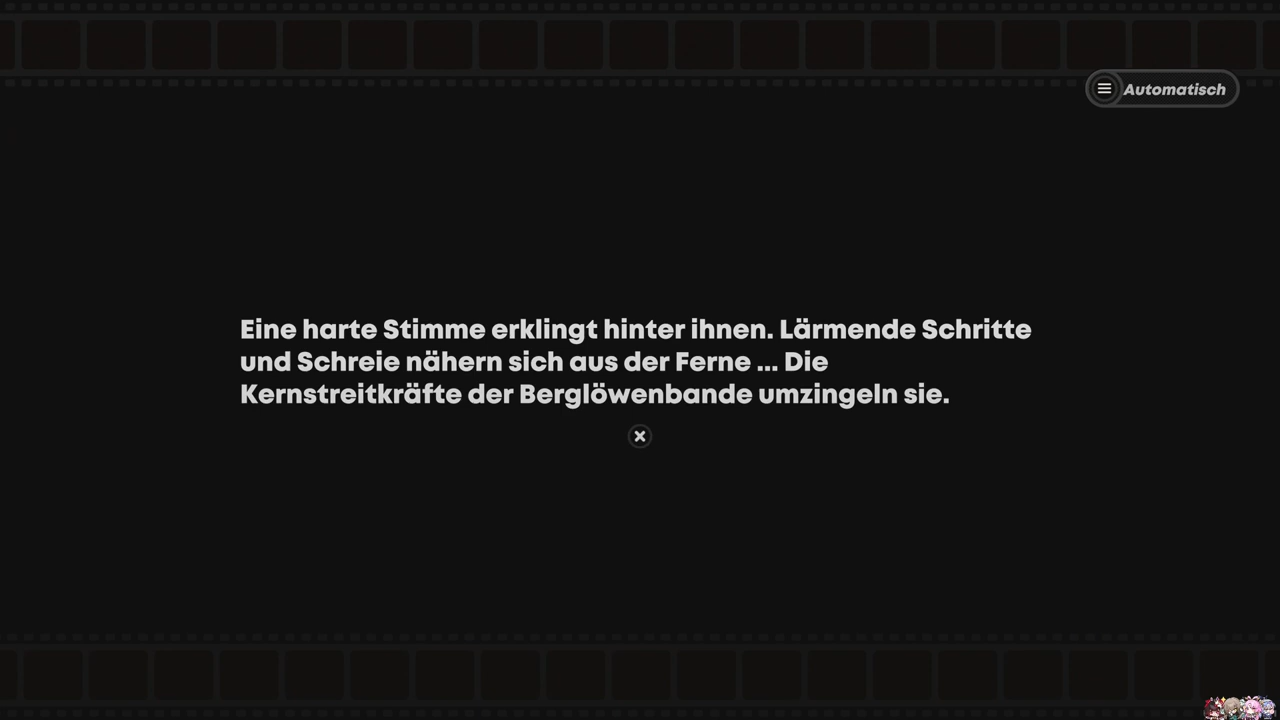 Automatisch
Eine harte Stimme erklingt hinter ihnen. Lärmende Schritte
und Schreie nähern sich aus der Ferne ... Die
Kernstreitkräfte der Berglöwenbande umzingeln sie.